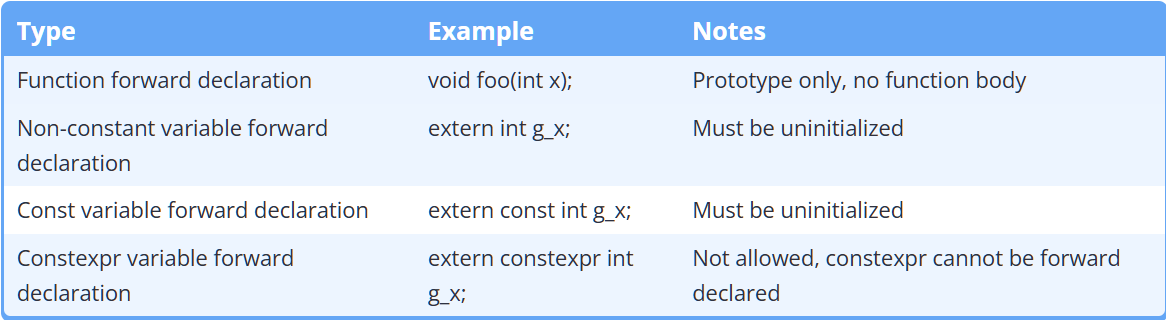 Type Example Notes
Function forward declaration void foo(int x); Prototype only, no function body
Non-constant variable forward extern int g_x; Must be uninitialized
declaration
Const variable forward declaration extern const int g_x; Must be uninitialized
Constexpr variable forward extern constexpr int Not allowed, constexpr cannot be forward
declaration g_x; declared